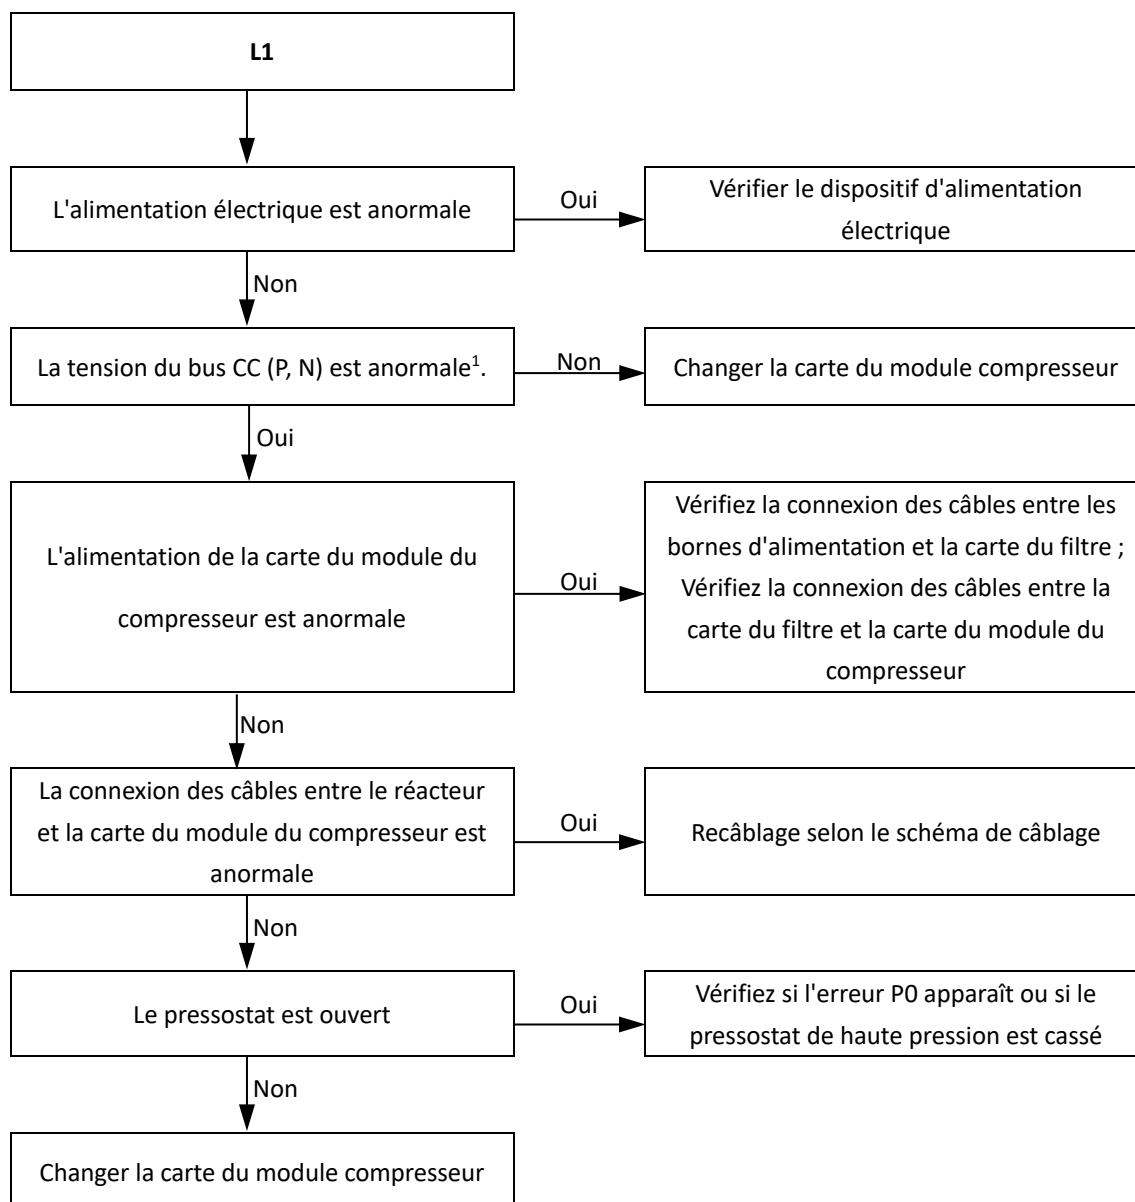 L1
L'alimentation électrique est anormale
Oui
Vérifier le dispositif d'alimentation
électrique
Non
La tension du bus CC (P, N) est anormale¹.
Non
Changer la carte du module compresseur
Oui
L'alimentation de la carte du module du
compresseur est anormale
Oui
Vérifiez la connexion des câbles entre les
bornes d'alimentation et la carte du filtre ;
Vérifiez la connexion des câbles entre la
carte du filtre et la carte du module du
compresseur
Non
La connexion des câbles entre le réacteur
et la carte du module du compresseur est
anormale
Oui
Recâblage selon le schéma de câblage
Non
Le pressostat est ouvert
Oui
Vérifiez si l'erreur P0 apparaît ou si le
pressostat de haute pression est cassé
Non
Changer la carte du module compresseur